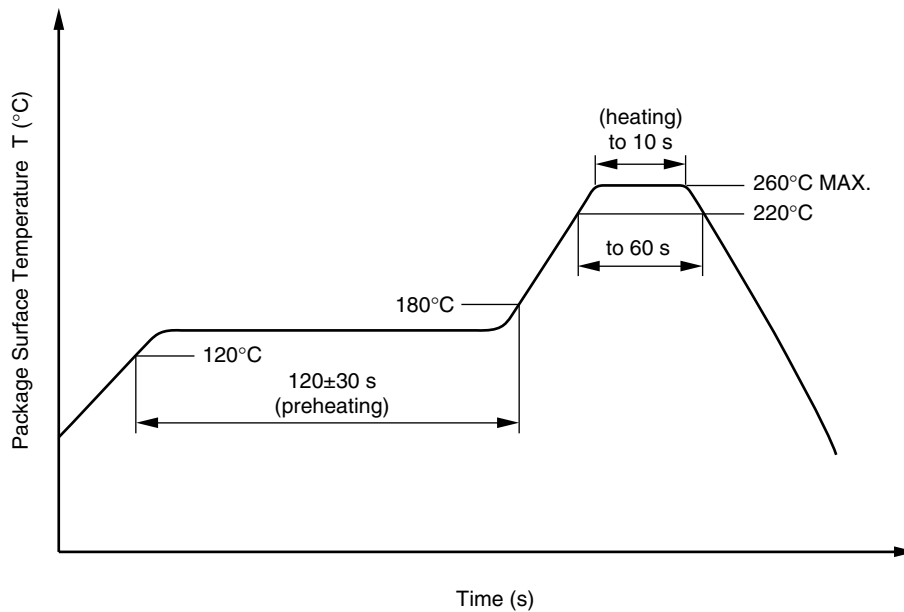 Package Surface Temperature T (°C)
(heating)
to 10 s
260°C MAX.
220°C
to 60 s
180°C
120°C
120±30 s
(preheating)
Time (s)